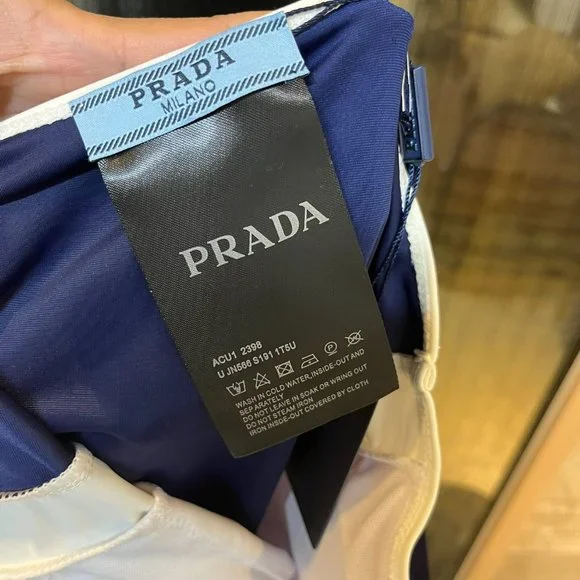 PRADA
MILANO
PRADA
ACU1 2398
U JN566 S191 1T5U
WASH IN COLD WATER, INSIDE-OUT AND
SEPARATELY
DO NOT LEAVE IN SOAK OR WRING OUT
DO NOT STEAM IRON
IRON INSIDE-OUT COVERED BY CLOTH